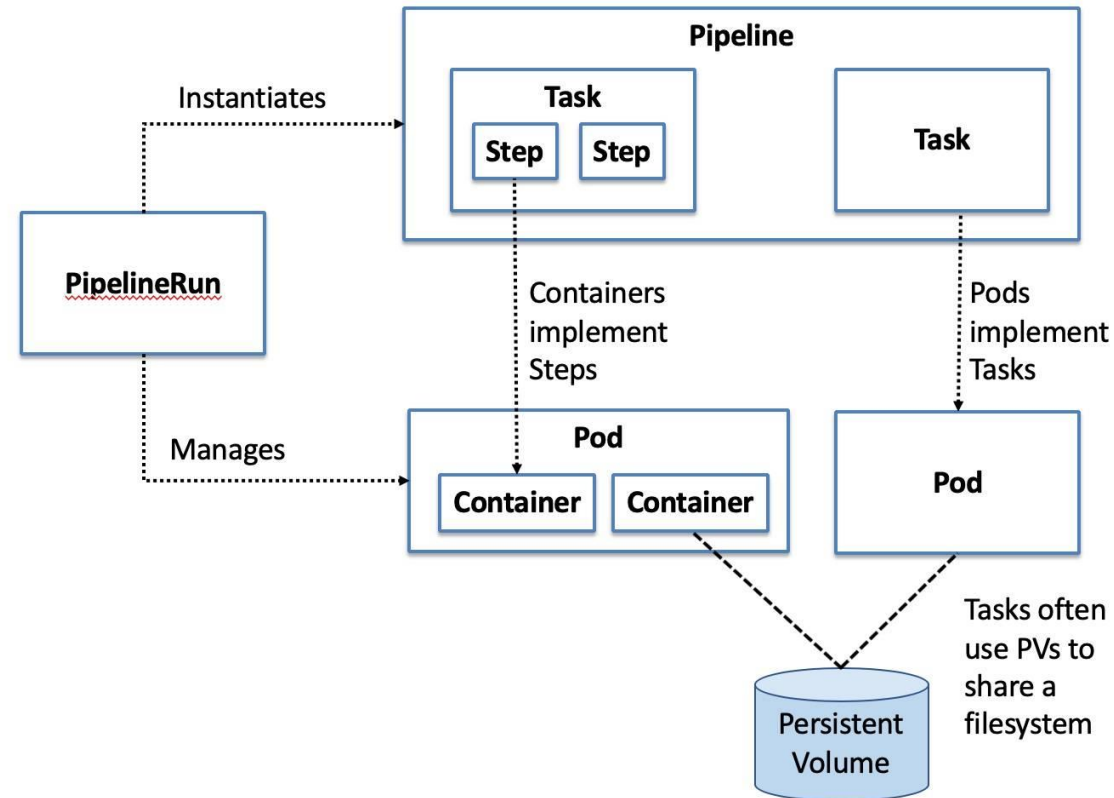 Pipeline
Instantiates
Task
Step
Step
Task
PipelineRun
Containers
implement
Steps
Pods
implement
Tasks
Manages
Pod
Container
Container
Pod
Tasks often
use PVs to
share a
filesystem
Persistent
Volume